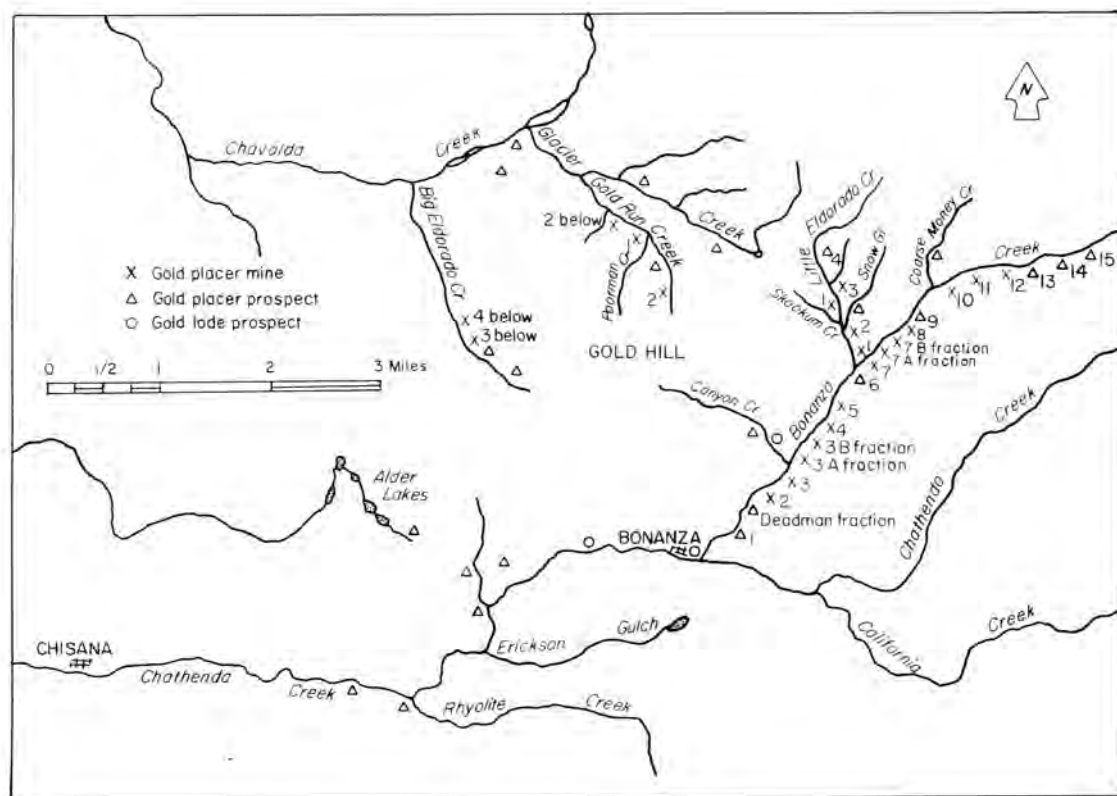 N
Chavolda
Creek
Glacier
Creek
Gold Run
Creek
Big Eldorado Cr.
2 below
1
Poorman Cr
2
4 below
3 below
X Gold placer mine
△ Gold placer prospect
○ Gold lode prospect
0 1/2 1 2 3 Miles
GOLD HILL
Little Eldorado Cr.
4
3
1
Snow Gl
Skookum Cr
2
1
Coarse Money Cr.
Creek
10
11
12
13
14
15
9
8
7 B fraction
7 A fraction
7
6
Bonanza
5
4
3 B fraction
3 A fraction
3
2
Deadman fraction
1
Canyon Cr.
Chathendo
Creek
Alder
Lakes
BONANZA
California
Creek
Erickson
Gulch
CHISANA
Chathenda
Creek
Rhyolite
Creek